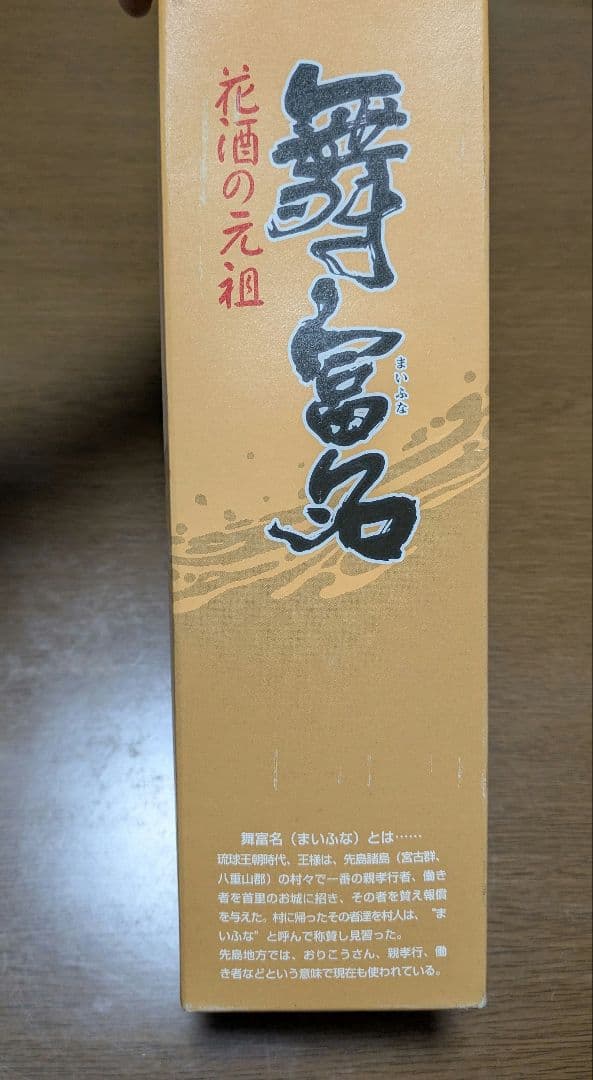 舞富名
まいふな
花酒の元祖
舞富名（まいふな）とは……
琉球王朝時代、王様は、先島諸島（宮古群、
八重山郡）の村々で一番の親孝行者、働き
者を首里のお城に招き、その者を賛え報償
を与えた。村に帰ったその者達を村人は、〝ま
いふな〟と呼んで称賛し見習った。
先島地方では、おりこうさん、親孝行、働
き者などという意味で現在も使われている。